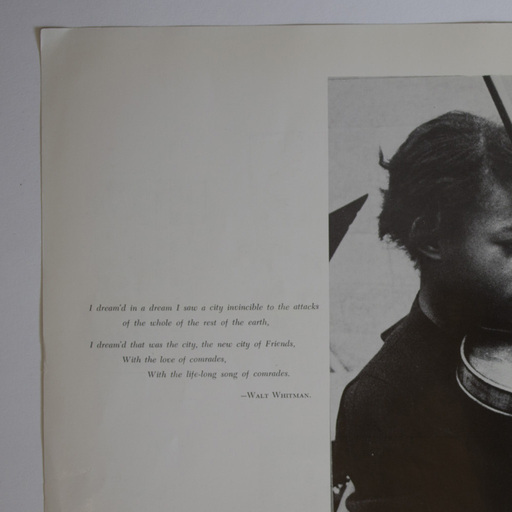 I dream'd in a dream I saw a city invincible to the attacks
of the whole of the rest of the earth,
I dream'd that was the city, the new city of Friends,
With the love of comrades,
With the life-long song of comrades.
—Walt Whitman.